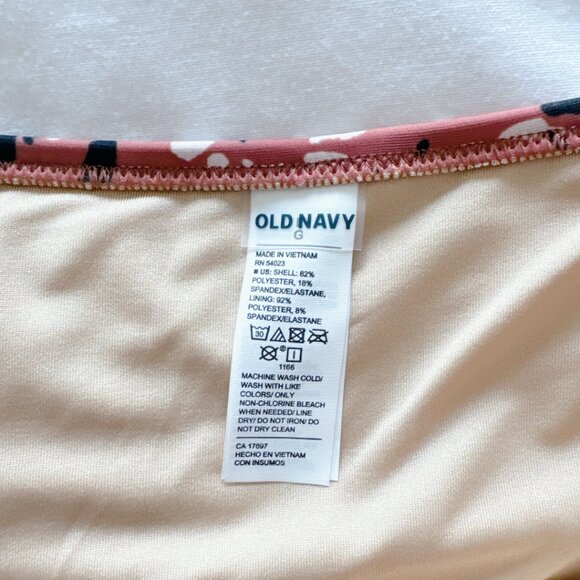 OLD NAVY
G
MADE IN VIETNAM
RN 54023
■ US: SHELL: 82%
POLYESTER, 18%
SPANDEX/ELASTANE,
LINING: 92%
POLYESTER, 8%
SPANDEX/ELASTANE
30
1166
MACHINE WASH COLD/
WASH WITH LIKE
COLORS/ ONLY
NON-CHLORINE BLEACH
WHEN NEEDED/ LINE
DRY/ DO NOT IRON/ DO
NOT DRY CLEAN
CA 17897
HECHO EN VIETNAM
CON INSUMOS